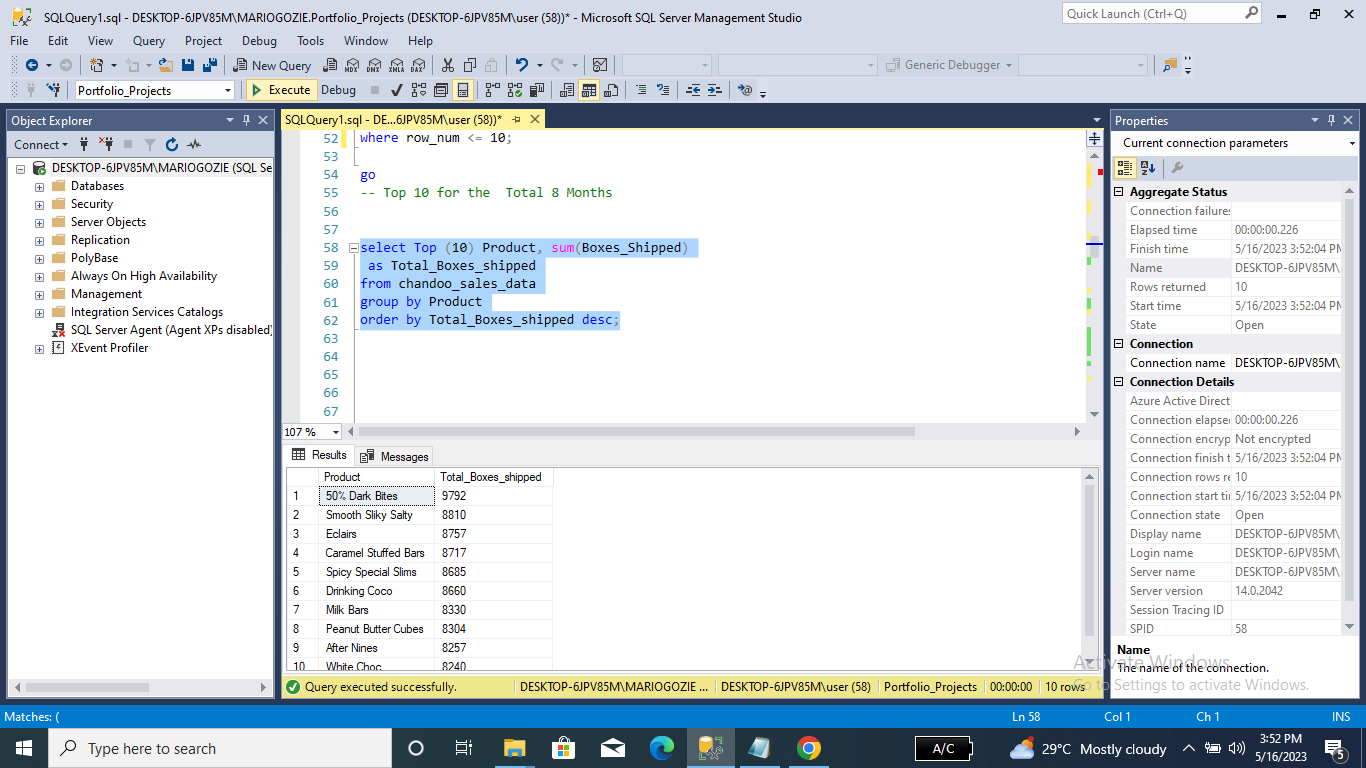 SQLQuery1.sql - DESKTOP-6JPV85M\MARIOGOZIE.Portfolio_Projects (DESKTOP-6JPV85M\user (58))* - Microsoft SQL Server Management Studio
Quick Launch (Ctrl+Q)
File Edit View Query Project Debug Tools Window Help
New Query
MDX DMX XMLA DAX
Generic Debugger
Portfolio_Projects
Execute Debug
Object Explorer
Connect
DESKTOP-6JPV85M\MARIOGOZIE (SQL Se
Databases
Security
Server Objects
Replication
PolyBase
Always On High Availability
Management
Integration Services Catalogs
SQL Server Agent (Agent XPs disabled)
XEvent Profiler
SQLQuery1.sql - DE...6JPV85M\user (58))*
52 where row_num <= 10;
53
54 go
55 -- Top 10 for the  Total 8 Months
56
57
58 select Top (10) Product, sum(Boxes_Shipped)
59 as Total_Boxes_shipped
60 from chandoo_sales_data
61 group by Product
62 order by Total_Boxes_shipped desc;
63
64
65
66
67
107 %
Results Messages
Product Total_Boxes_shipped
1 50% Dark Bites 9792
2 Smooth Sliky Salty 8810
3 Eclairs 8757
4 Caramel Stuffed Bars 8717
5 Spicy Special Slims 8685
6 Drinking Coco 8660
7 Milk Bars 8330
8 Peanut Butter Cubes 8304
9 After Nines 8257
10 White Choc 8240
Query executed successfully. DESKTOP-6JPV85M\MARIOGOZIE ... DESKTOP-6JPV85M\user (58) Portfolio_Projects 00:00:00 10 rows
Properties
Current connection parameters
Aggregate Status
Connection failures
Elapsed time 00:00:00.226
Finish time 5/16/2023 3:52:04 PM
Name DESKTOP-6JPV85M\
Rows returned 10
Start time 5/16/2023 3:52:04 PM
State Open
Connection
Connection name DESKTOP-6JPV85M\
Connection Details
Azure Active Direct
Connection elapse 00:00:00.226
Connection encryp Not encrypted
Connection finish t 5/16/2023 3:52:04 PM
Connection rows re 10
Connection start ti 5/16/2023 3:52:04 PM
Connection state Open
Display name DESKTOP-6JPV85M\
Login name DESKTOP-6JPV85M\
Server name DESKTOP-6JPV85M\
Server version 14.0.2042
Session Tracing ID
SPID 58
Name
The name of the connection.
Activate Windows
Go to Settings to activate Windows.
Matches: (
Ln 58 Col 1 Ch 1 INS
Type here to search
A/C
29°C Mostly cloudy
3:52 PM
5/16/2023
5